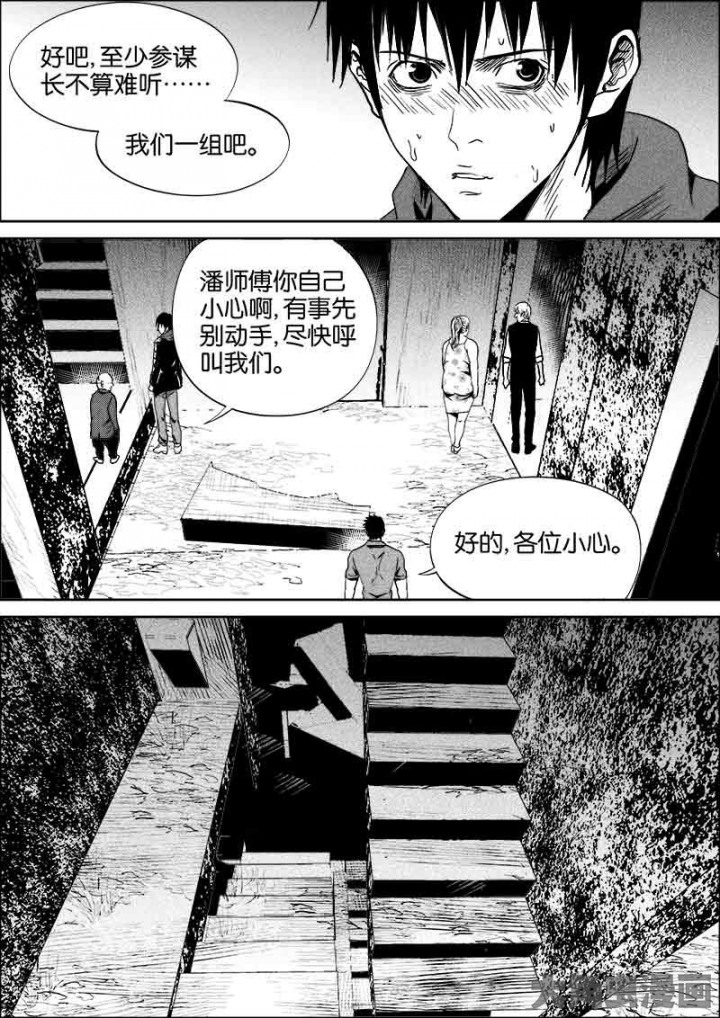 好吧,至少参谋
长不算难听……
我们一组吧。
潘师傅你自己
小心啊,有事先
别动手,尽快呼
叫我们。
好的,各位小心。
漫画